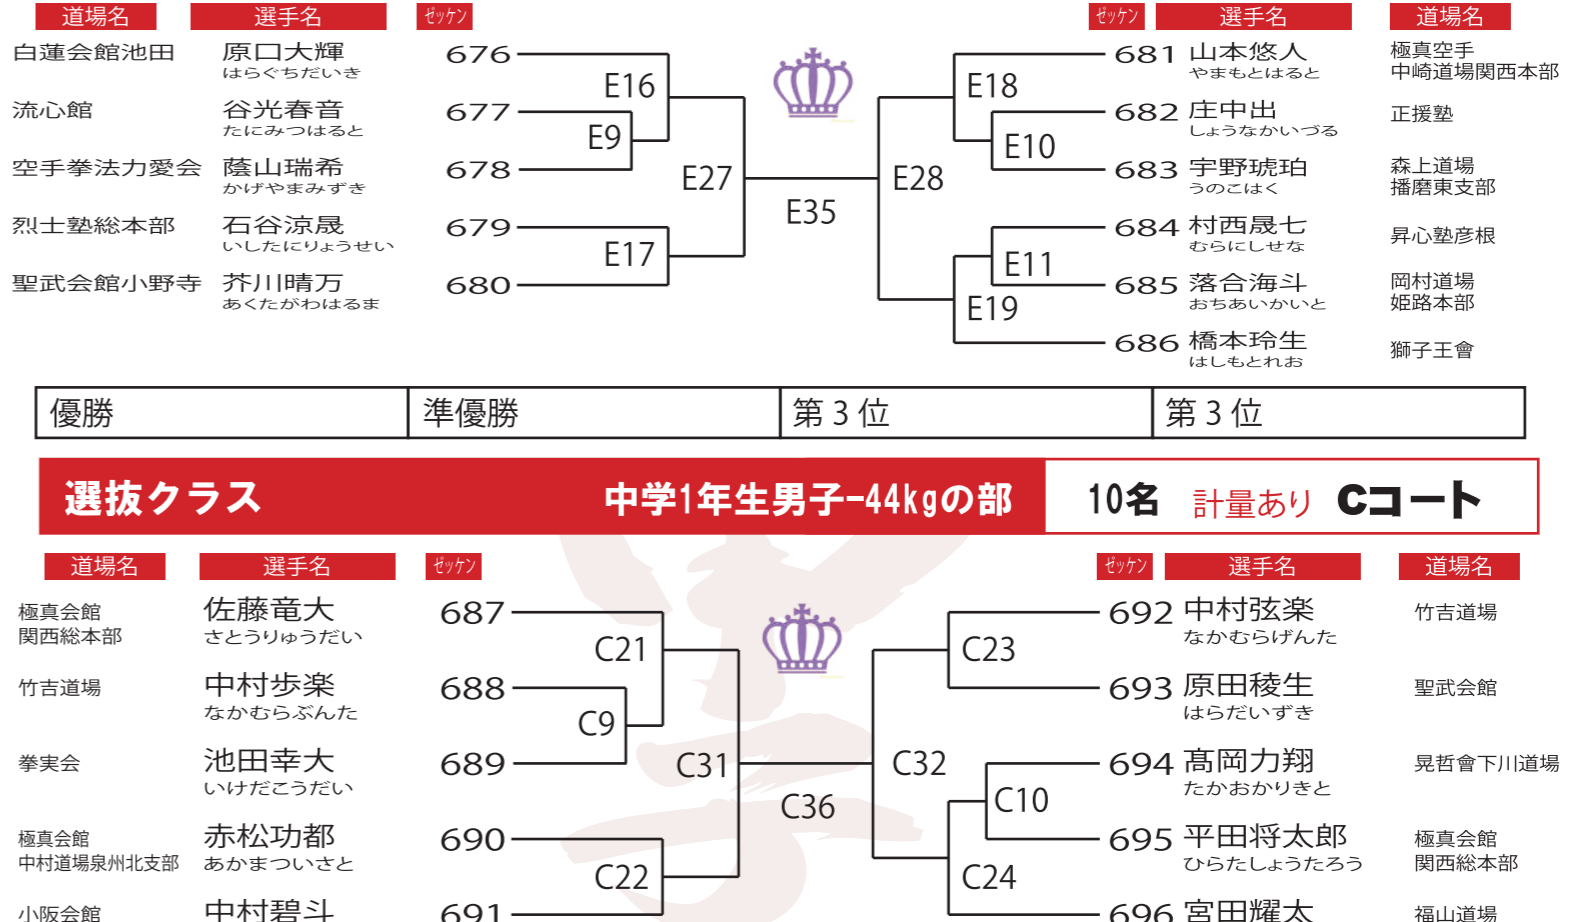 道場名 選手名 ゼッケン ゼッケン 選手名 道場名
白蓮会館池田 原口大輝 676
はらぐちだいき
流心館 谷光春音 677
たにみつはると
空手拳法力愛会 蔭山瑞希 678
かげやまみずき
烈士塾総本部 石谷涼晟 679
いしたにりょうせい
聖武会館小野寺 芥川晴万 680
あくたがわはるま
E16
E9
E17
E27
E35
E28
E18
E10
E11
E19
681 山本悠人 極真空手
やまもとはると 中崎道場関西本部
682 庄中出 正援塾
しょうなかいづる
683 宇野琥珀 森上道場
うのこはく 播磨東支部
684 村西晟七 昇心塾彦根
むらにしせな
685 落合海斗 岡村道場
おちあいかいと 姫路本部
686 橋本玲生 獅子王會
はしもとれお
優勝 準優勝 第3位 第3位
選抜クラス 中学1年生男子-44kgの部 10名 計量あり Cコート
道場名 選手名 ゼッケン ゼッケン 選手名 道場名
極真会館 佐藤竜大 687
関西総本部 さとうりゅうだい
竹吉道場 中村歩楽 688
なかむらぶんた
拳実会 池田幸大 689
いけだこうだい
極真会館 赤松功都 690
中村道場泉州北支部 あかまついさと
小阪会館 中村碧斗 691
C21
C9
C22
C31
C36
C32
C23
C10
C24
692 中村弦楽 竹吉道場
なかむらげんた
693 原田稜生 聖武会館
はらだいずき
694 髙岡力翔 晃哲會下川道場
たかおかりきと
695 平田将太郎 極真会館
ひらたしょうたろう 関西総本部
696 宮田耀太 福山道場